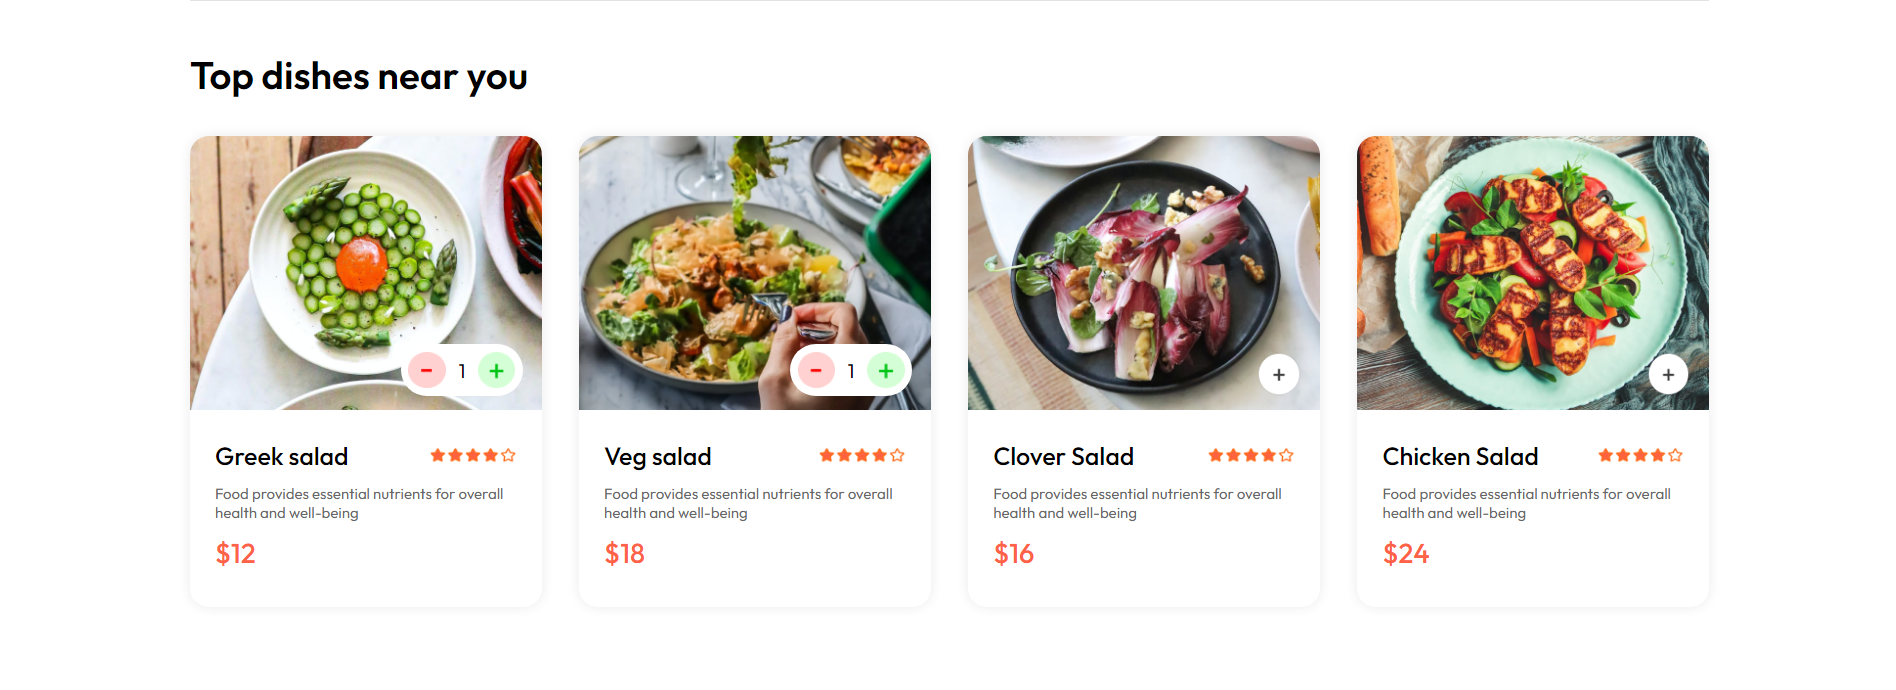 Top dishes near you
1
1
Greek salad
Food provides essential nutrients for overall
health and well-being
$12
Veg salad
Food provides essential nutrients for overall
health and well-being
$18
Clover Salad
Food provides essential nutrients for overall
health and well-being
$16
Chicken Salad
Food provides essential nutrients for overall
health and well-being
$24